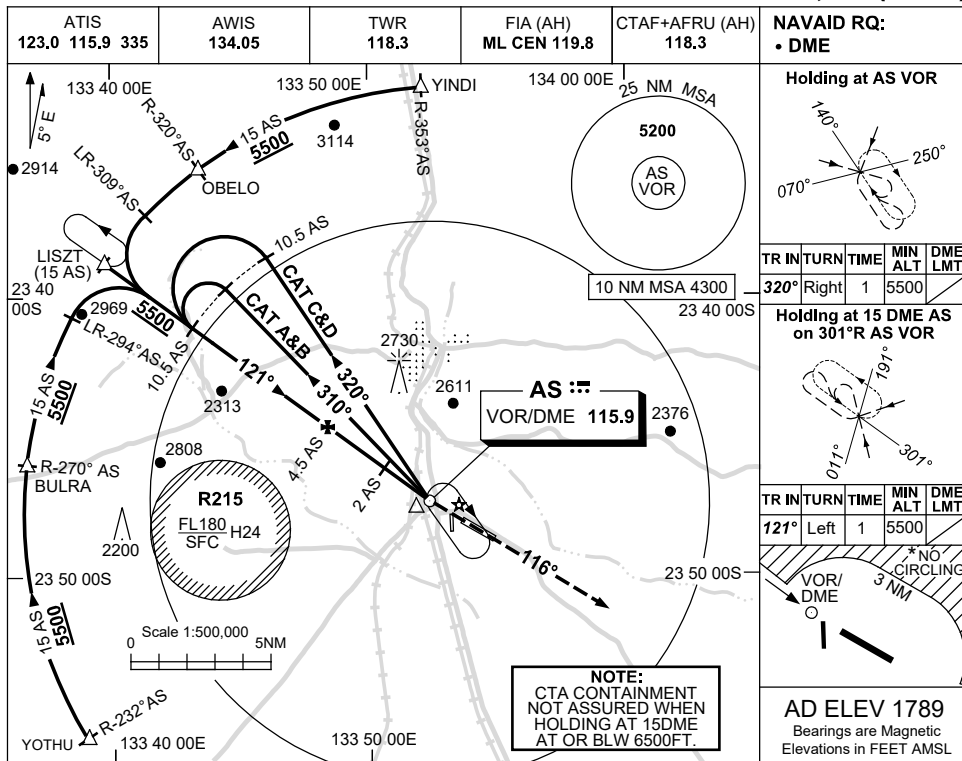 ATIS
123.0 115.9 335
AWIS
134.05
TWR
118.3
FIA (AH)
ML CEN 119.8
CTAF+AFRU (AH)
118.3
NAVAID RQ:
• DME
133 40 00E
133 50 00E
134 00 00E
5° E
2914
R-320° AS
15 AS
5500
OBELO
3114
YINDI
R-353° AS
LR-309° AS
25 NM MSA
5200
AS
VOR
10 NM MSA 4300
LISZT
(15 AS)
23 40
00S
23 40 00S
2969
5500
LR-294° AS
10.5 AS
10.5 AS
CAT C&D
CAT A&B
121°
310°
320°
2730
2611
2313
2376
AS
VOR/DME 115.9
4.5 AS
2 AS
15 AS
5500
R-270° AS
BULRA
2808
R215
FL180
SFC
H24
2200
116°
23 50 00S
23 50 00S
Scale 1:500,000
0 5NM
15 AS
5500
R-232° AS
YOTHU
133 40 00E
133 50 00E
NOTE:
CTA CONTAINMENT
NOT ASSURED WHEN
HOLDING AT 15DME
AT OR BLW 6500FT.
Holding at AS VOR
140°
250°
070°
TR IN TURN TIME MIN ALT DME LMT
320° Right 1 5500
Holding at 15 DME AS
on 301°R AS VOR
191°
011°
301°
TR IN TURN TIME MIN ALT DME LMT
121° Left 1 5500
*NO
CIRCLING
3 NM
VOR/
DME
AD ELEV 1789
Bearings are Magnetic
Elevations in FEET AMSL